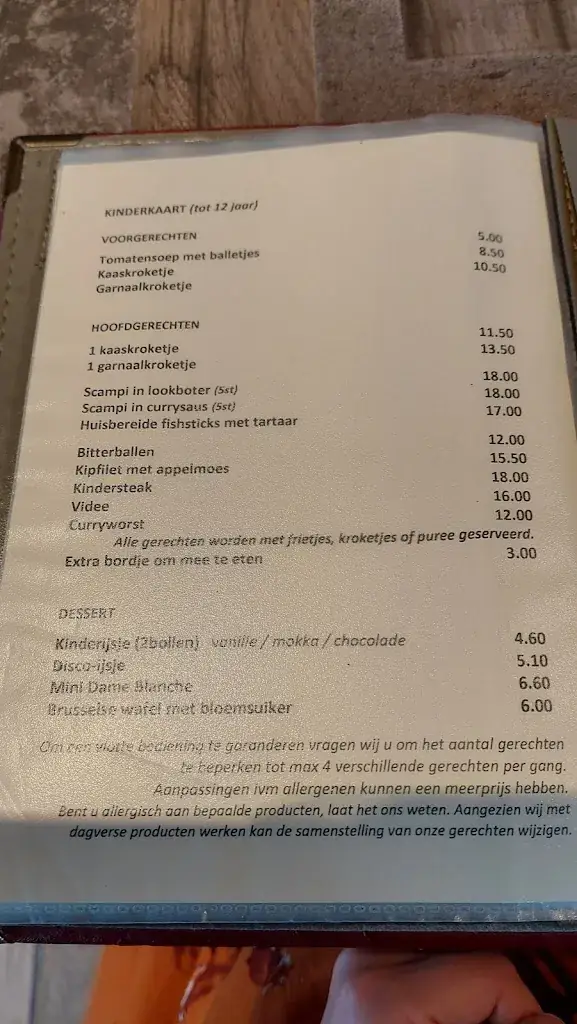 KINDERKAART (tot 12 jaar)
VOORGERECHTEN
Tomatensoep met balletjes 5.00
Kaaskroketje 8.50
Garnaalkroketje 10.50
HOOFDGERECHTEN
1 kaaskroketje 11.50
1 garnaalkroketje 13.50
Scampi in lookboter (5st) 18.00
Scampi in currysaus (5st) 18.00
Huisbereide fishsticks met tartaar 17.00
Bitterballen 12.00
Kipfilet met appelmoes 15.50
Kindersteak 18.00
Videe 16.00
Curryworst 12.00
Alle gerechten worden met frietjes, kroketjes of puree geserveerd.
Extra bordje om mee te eten 3.00
DESSERT
Kinderijsje (2bollen) vanille / mokka / chocolade 4.60
Disco-ijsje 5.10
Mini Dame Blanche 6.60
Brusselse wafel met bloemsuiker 6.00
Om een vlotte bediening te garanderen vragen wij u om het aantal gerechten
te beperken tot max 4 verschillende gerechten per gang.
Aanpassingen ivm allergenen kunnen een meerprijs hebben.
Bent u allergisch aan bepaalde producten, laat het ons weten. Aangezien wij met
dagverse producten werken kan de samenstelling van onze gerechten wijzigen.